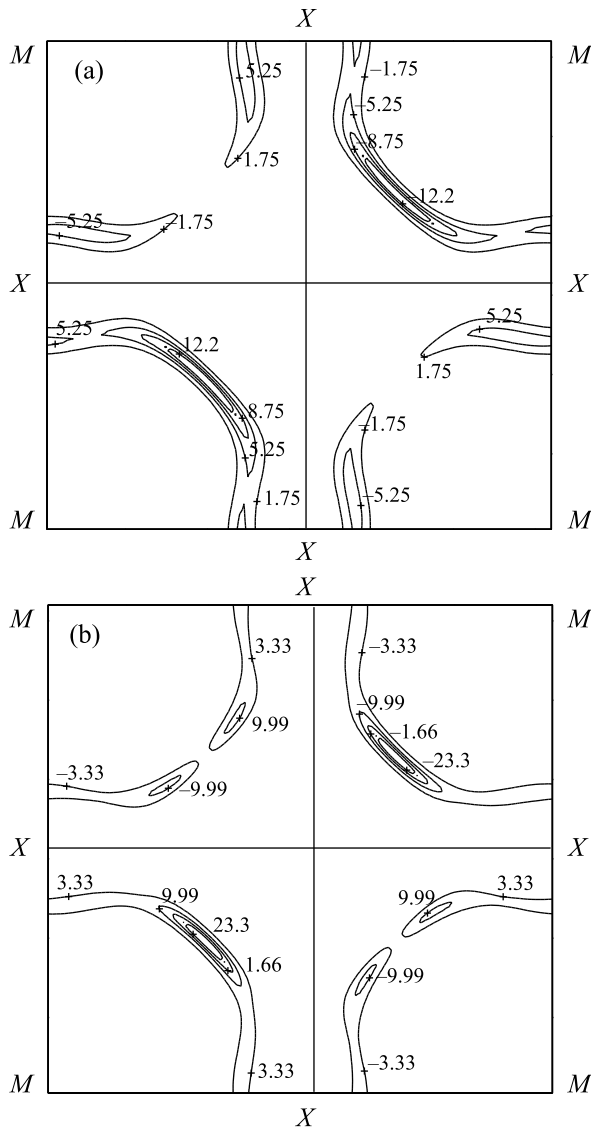 X
M
M
(a)
5.25
–1.75
–5.25
–8.75
1.75
–12.2
–5.25
–1.75
X
X
5.25
12.2
5.25
1.75
8.75
–1.75
5.25
1.75
–5.25
M
M
X
X
M
M
(b)
3.33
–3.33
–9.99
9.99
–1.66
–23.3
–3.33
–9.99
X
X
3.33
9.99
9.99
3.33
23.3
1.66
–9.99
3.33
–3.33
M
M
X